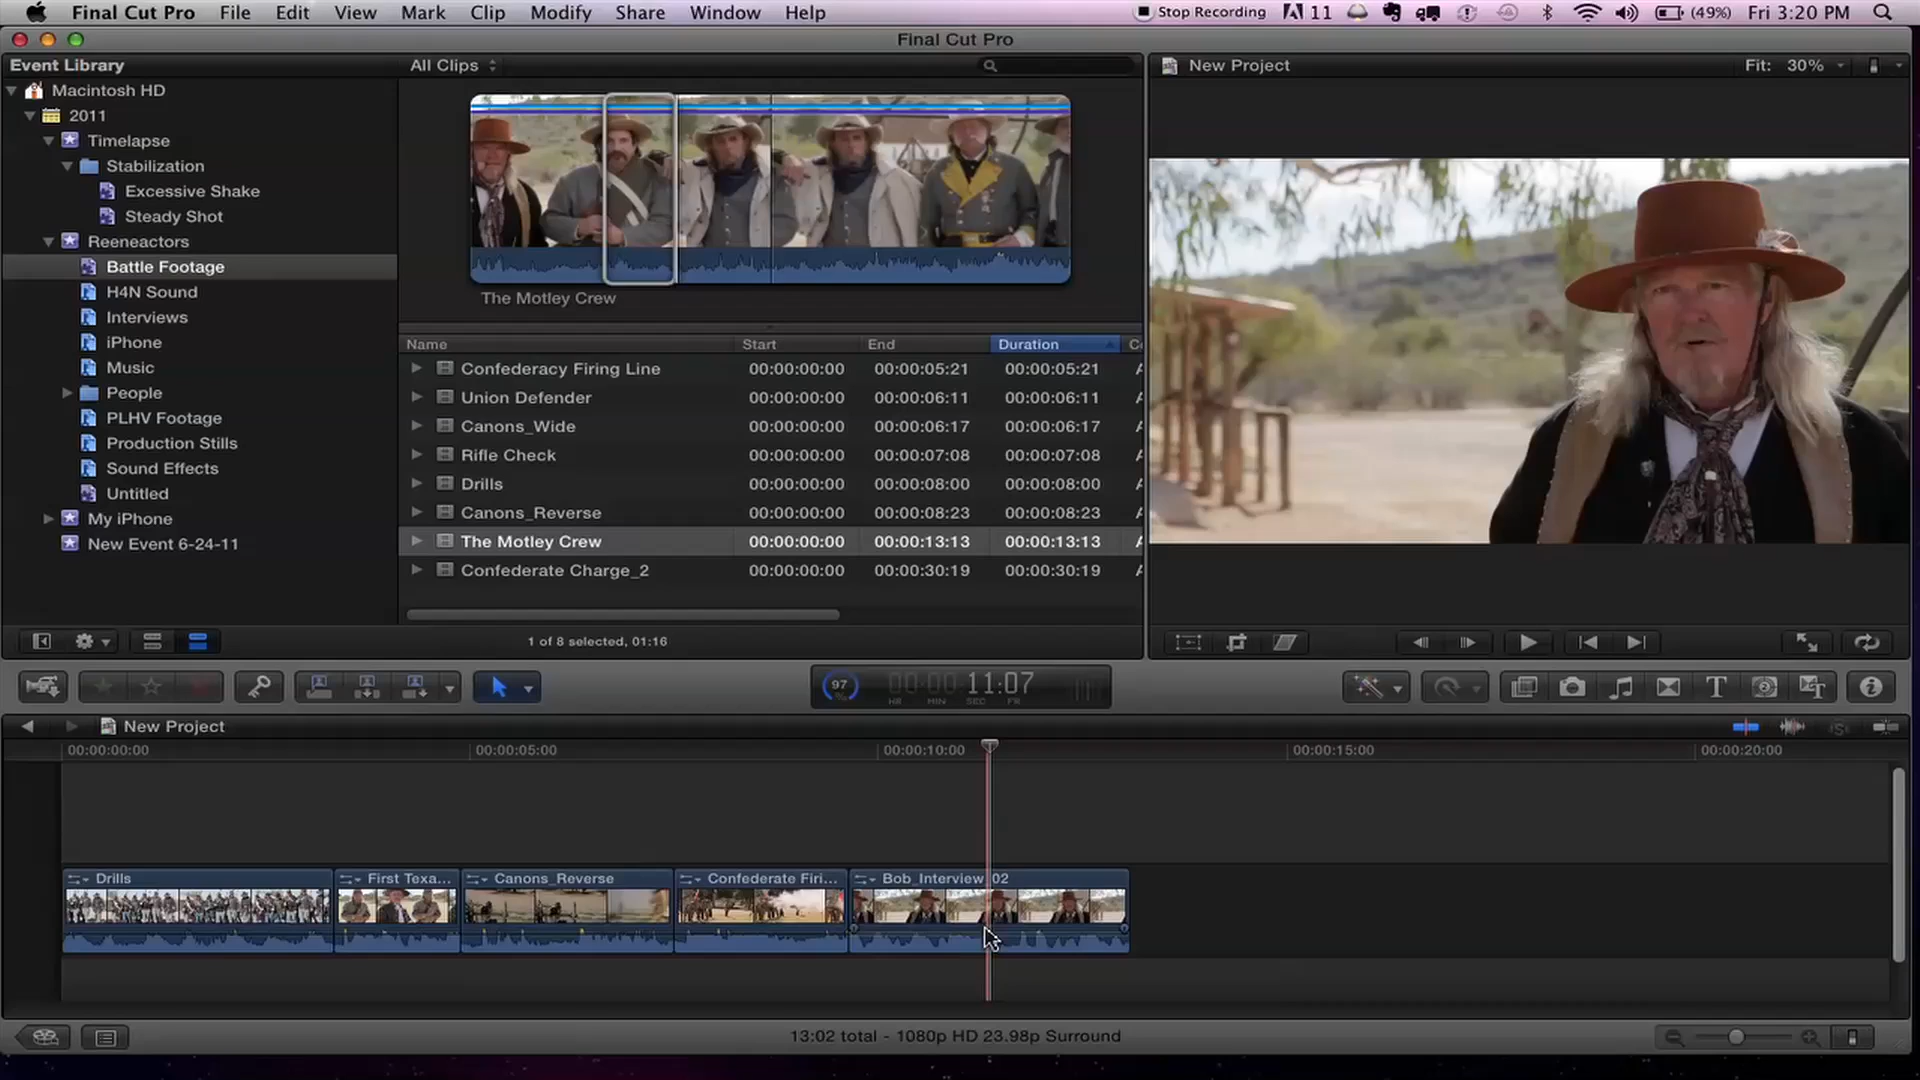 Final Cut Pro File Edit View Mark Clip Modify Share Window Help Stop Recording 11 (49%) Fri 3:20 PM
Final Cut Pro
Event Library All Clips New Project Fit: 30%
Macintosh HD
2011
Timelapse
Stabilization
Excessive Shake
Steady Shot
Reeneactors
Battle Footage
H4N Sound
Interviews
iPhone
Music
People
PLHV Footage
Production Stills
Sound Effects
Untitled
My iPhone
New Event 6-24-11
The Motley Crew
Name Start End Duration
Confederacy Firing Line 00:00:00:00 00:00:05:21 00:00:05:21
Union Defender 00:00:00:00 00:00:06:11 00:00:06:11
Canons_Wide 00:00:00:00 00:00:06:17 00:00:06:17
Rifle Check 00:00:00:00 00:00:07:08 00:00:07:08
Drills 00:00:00:00 00:00:08:00 00:00:08:00
Canons_Reverse 00:00:00:00 00:00:08:23 00:00:08:23
The Motley Crew 00:00:00:00 00:00:13:13 00:00:13:13
Confederate Charge_2 00:00:00:00 00:00:30:19 00:00:30:19
1 of 8 selected, 01:16
97 % 00:00 11:07
HR MIN SEC FR
New Project
00:00:00:00 00:00:05:00 00:00:10:00 00:00:15:00 00:00:20:00
Drills First Texa... Canons_Reverse Confederate Firi... Bob_Interview_02
13:02 total - 1080p HD 23.98p Surround